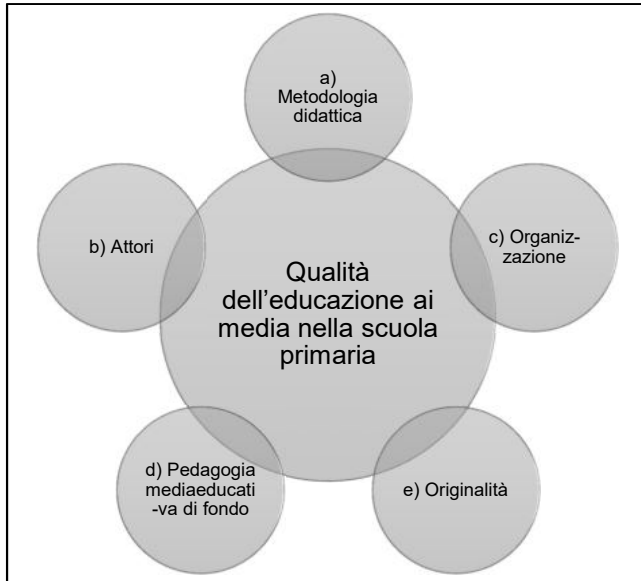 a)
Metodologia
didattica
b) Attori
c) Organiz-
zazione
Qualità
dell'educazione ai
media nella scuola
primaria
d) Pedagogia
mediaeducati
-va di fondo
e) Originalità